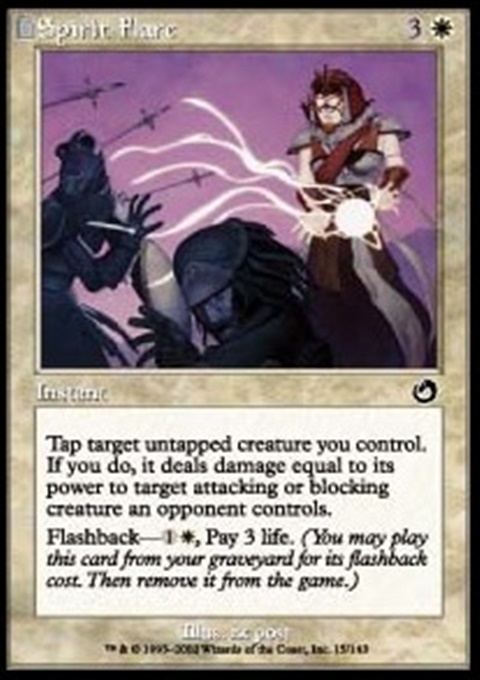 Spirit Flare 3
Instant
Tap target untapped creature you control.
If you do, it deals damage equal to its
power to target attacking or blocking
creature an opponent controls.
Flashback—1, Pay 3 life. (You may play
this card from your graveyard for its flashback
cost. Then remove it from the game.)
Illus.
™ & © 1993–2002 Wizards of the Coast, Inc. 15/143